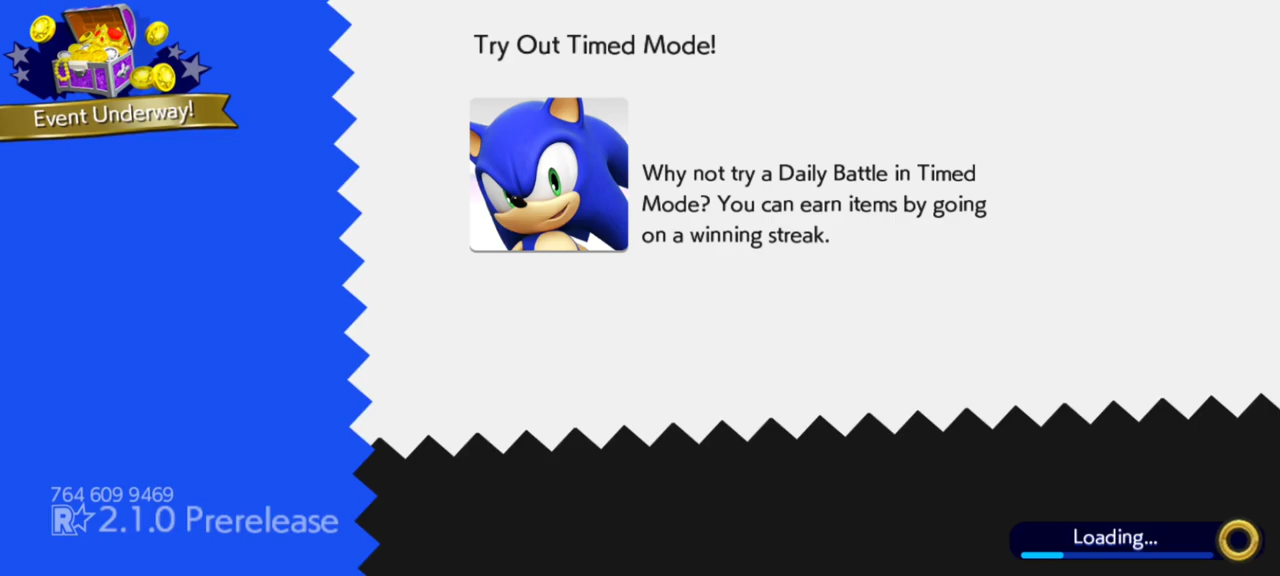 Event Underway!
Try Out Timed Mode!
Why not try a Daily Battle in Timed
Mode? You can earn items by going
on a winning streak.
764 609 9469
R☆2.1.0 Prerelease
Loading...